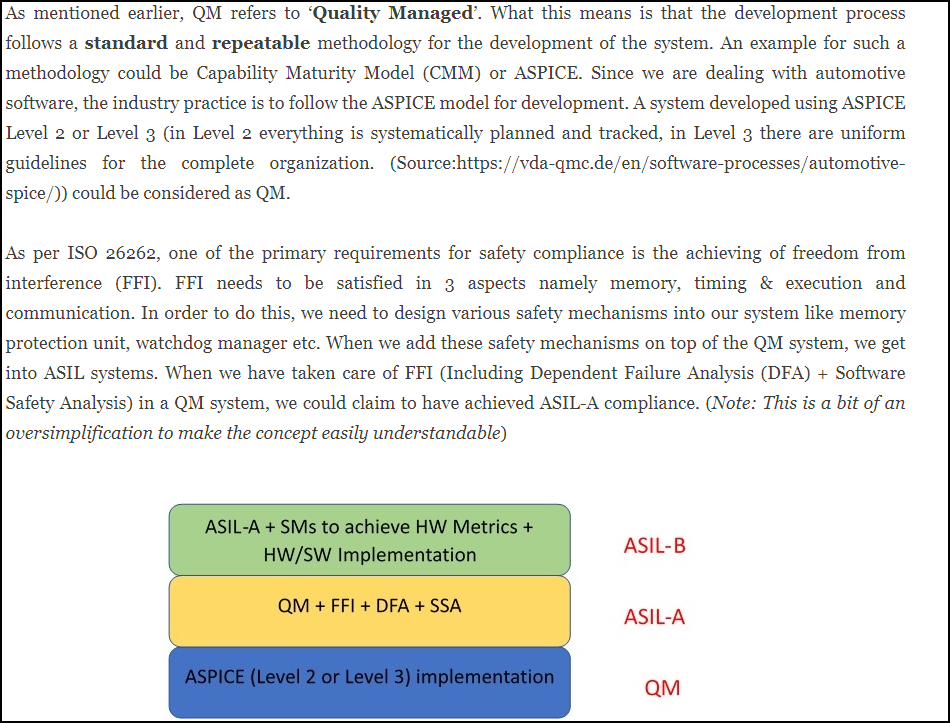 As mentioned earlier, QM refers to ‘Quality Managed’. What this means is that the development process
follows a standard and repeatable methodology for the development of the system. An example for such a
methodology could be Capability Maturity Model (CMM) or ASPICE. Since we are dealing with automotive
software, the industry practice is to follow the ASPICE model for development. A system developed using ASPICE
Level 2 or Level 3 (in Level 2 everything is systematically planned and tracked, in Level 3 there are uniform
guidelines for the complete organization. (Source:https://vda-qmc.de/en/software-processes/automotive-
spice/)) could be considered as QM.
As per ISO 26262, one of the primary requirements for safety compliance is the achieving of freedom from
interference (FFI). FFI needs to be satisfied in 3 aspects namely memory, timing & execution and
communication. In order to do this, we need to design various safety mechanisms into our system like memory
protection unit, watchdog manager etc. When we add these safety mechanisms on top of the QM system, we get
into ASIL systems. When we have taken care of FFI (Including Dependent Failure Analysis (DFA) + Software
Safety Analysis) in a QM system, we could claim to have achieved ASIL-A compliance. (Note: This is a bit of an
oversimplification to make the concept easily understandable)
ASIL-A + SMs to achieve HW Metrics +
HW/SW Implementation
ASIL-B
QM + FFI + DFA + SSA
ASIL-A
ASPICE (Level 2 or Level 3) implementation
QM